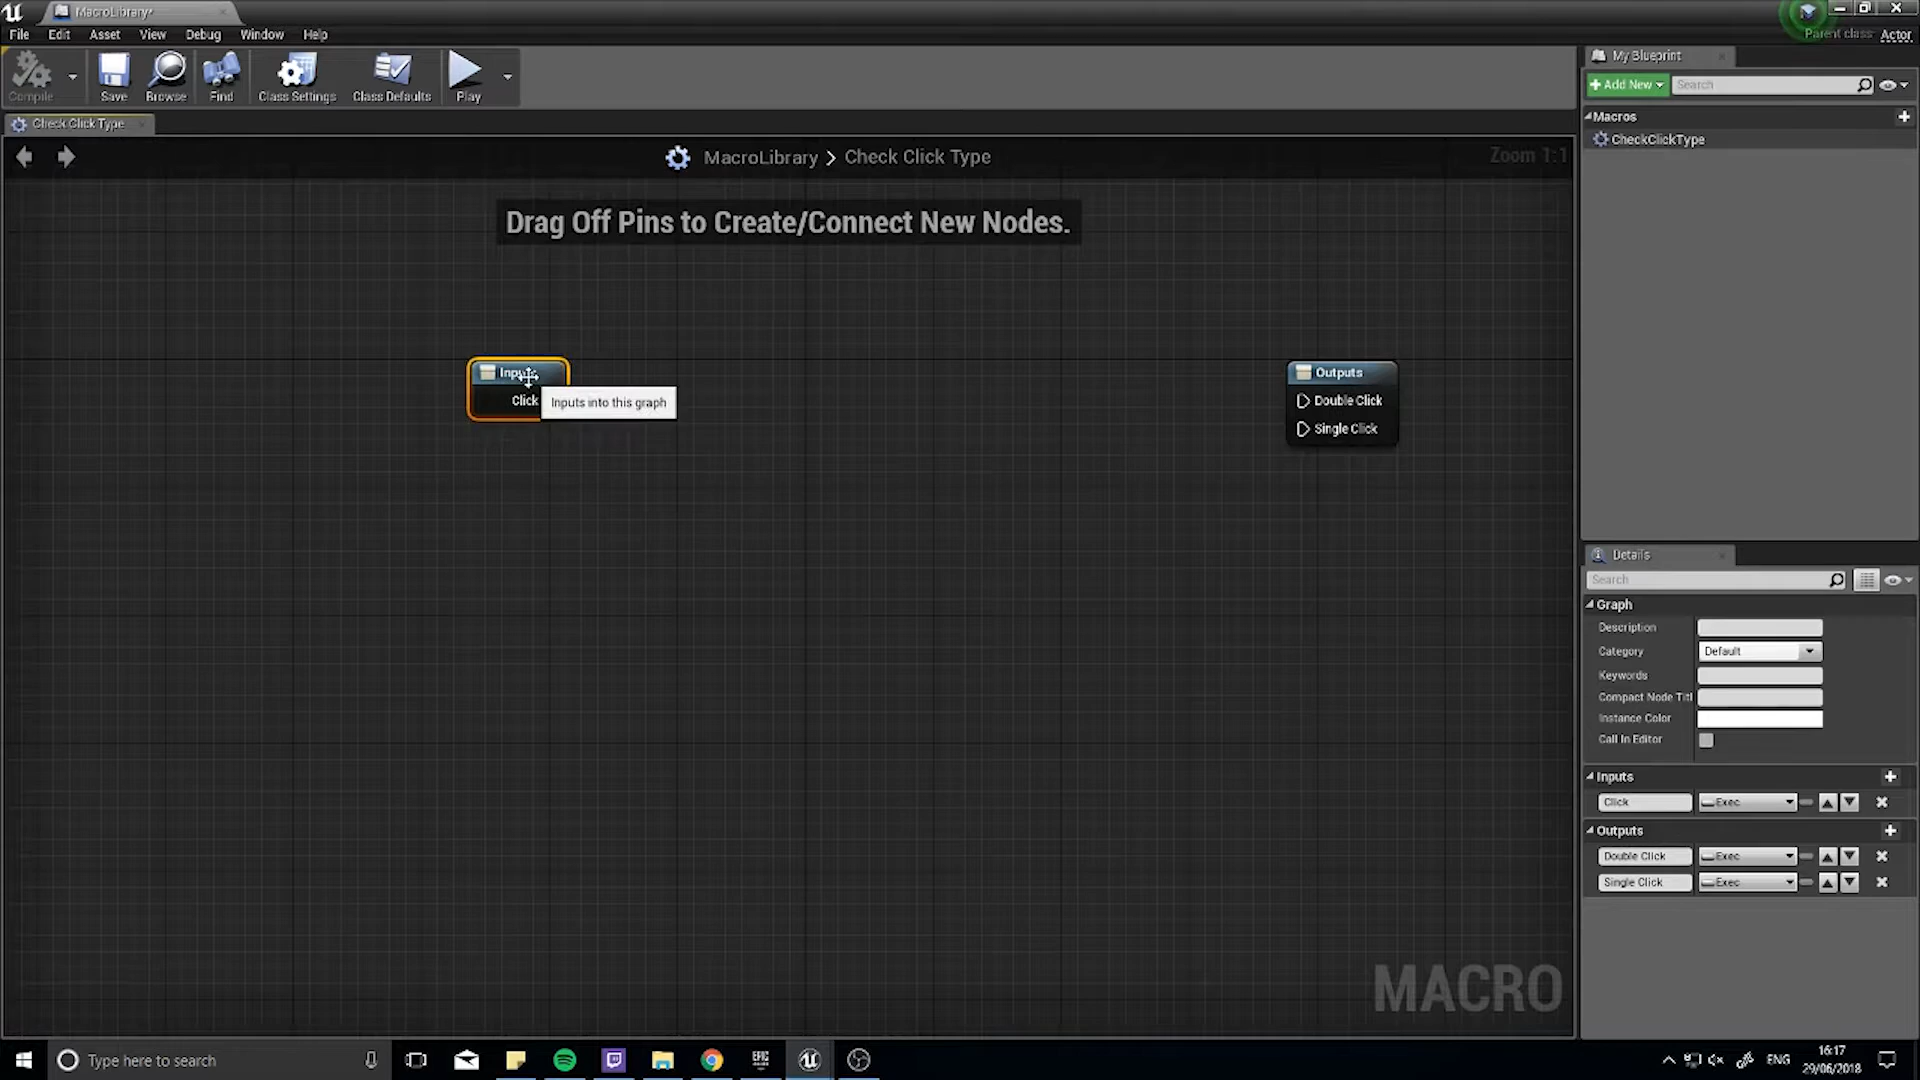 MacroLibrary*
File Edit Asset View Debug Window Help
Parent class: Actor
Compile Save Browse Find Class Settings Class Defaults Play
My Blueprint
Add New Search
Check Click Type
Macros
CheckClickType
MacroLibrary > Check Click Type
Zoom 1:1
Drag Off Pins to Create/Connect New Nodes.
Inputs
Click
Inputs into this graph
Outputs
Double Click
Single Click
Details
Search
Graph
Description
Category Default
Keywords
Compact Node Titl
Instance Color
Call In Editor
Inputs
Click Exec
Outputs
Double Click Exec
Single Click Exec
MACRO
Type here to search
EPIC
ENG
16:17
29/06/2018